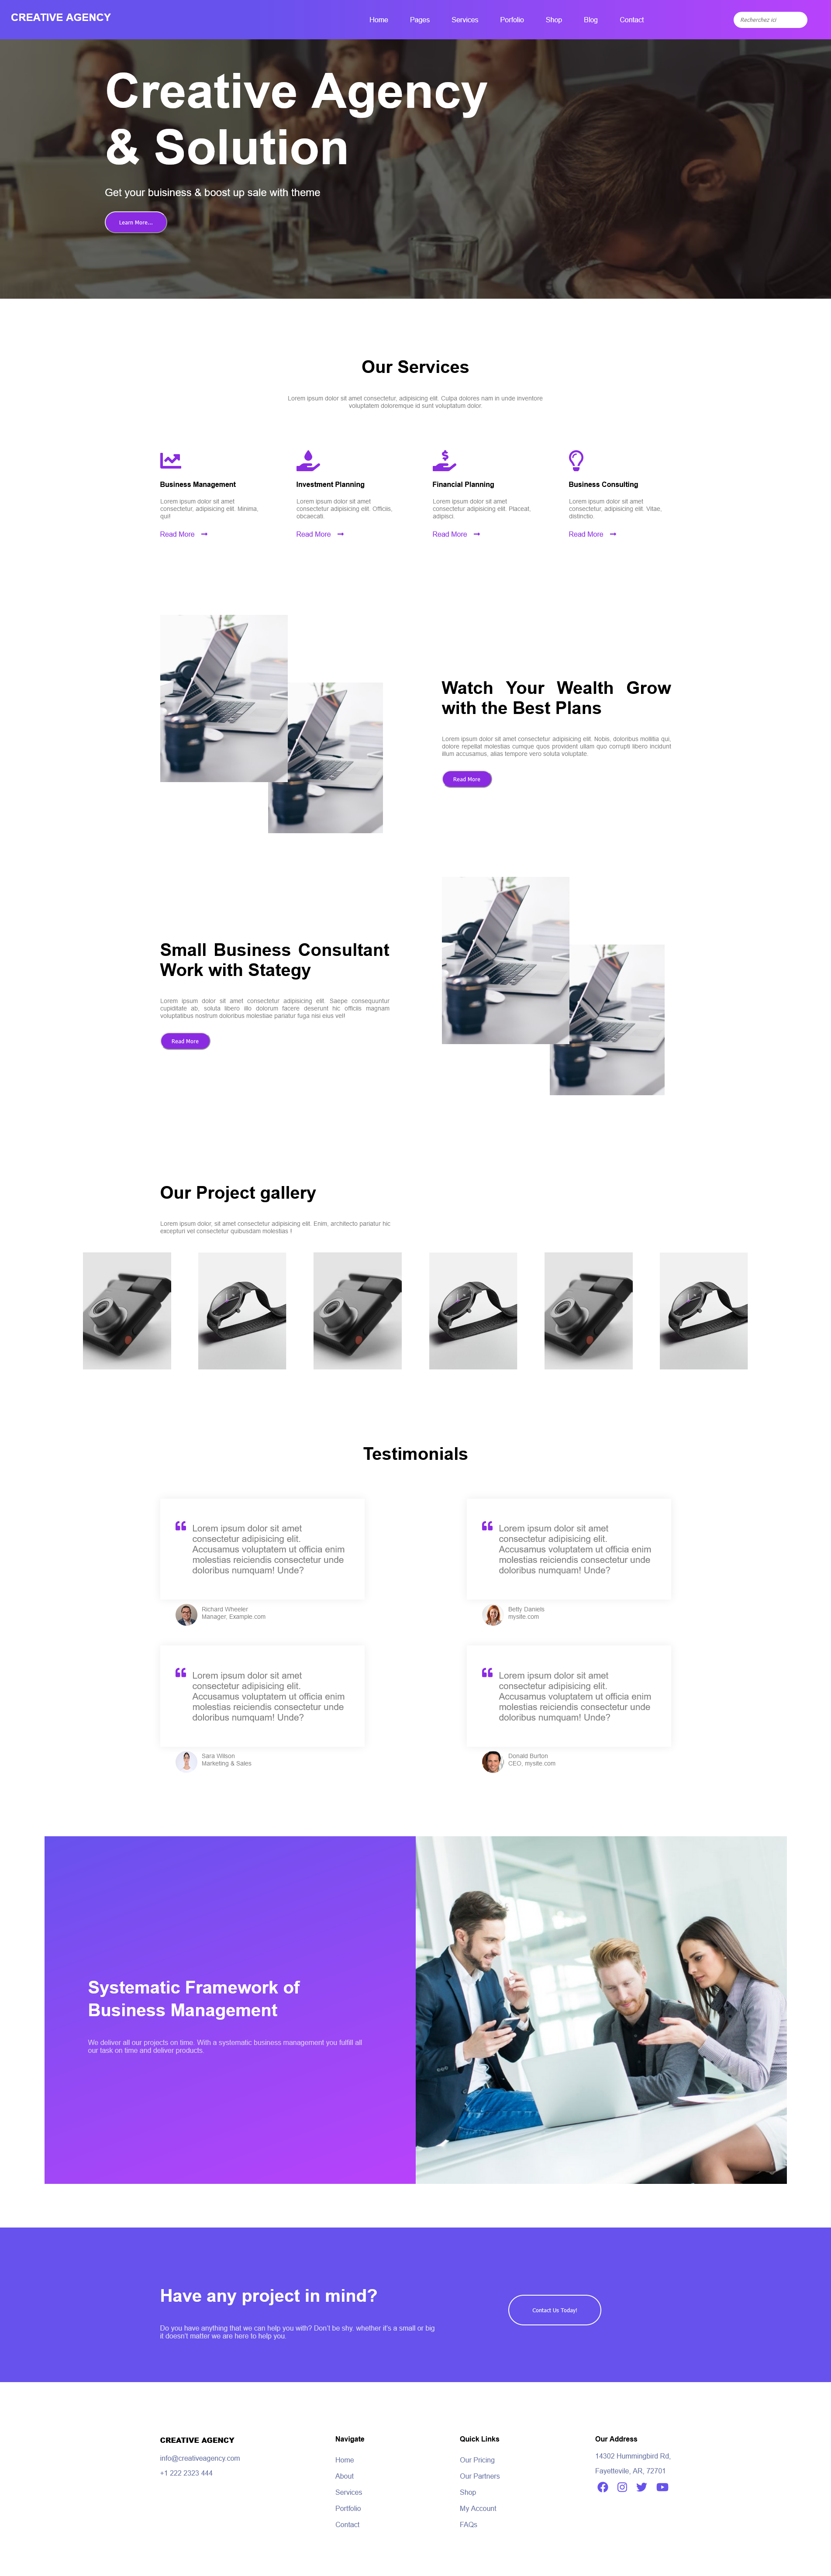 CREATIVE AGENCY
Home Pages Services Porfolio Shop Blog Contact
Recherchez ici
Creative Agency
& Solution
Get your buisiness & boost up sale with theme
Learn More...
Our Services
Lorem ipsum dolor sit amet consectetur, adipisicing elit. Culpa dolores nam in unde inventore
voluptatem doloremque id sunt voluptatum dolor.
Business Management
Lorem ipsum dolor sit amet
consectetur, adipisicing elit. Minima,
qui!
Read More
Investment Planning
Lorem ipsum dolor sit amet
consectetur adipisicing elit. Officiis,
obcaecati.
Read More
Financial Planning
Lorem ipsum dolor sit amet
consectetur adipisicing elit. Placeat,
adipisci.
Read More
Business Consulting
Lorem ipsum dolor sit amet
consectetur, adipisicing elit. Vitae,
distinctio.
Read More
Watch Your Wealth Grow
with the Best Plans
Lorem ipsum dolor sit amet consectetur adipisicing elit. Nobis, doloribus mollitia qui,
dolore repellat molestias cumque quos provident ullam quo corrupti libero incidunt
illum accusamus, alias tempore vero soluta voluptate.
Read More
Small Business Consultant
Work with Stategy
Lorem ipsum dolor sit amet consectetur adipisicing elit. Saepe consequuntur
cupiditate ab, soluta libero illo dolorum facere deserunt hic officiis magnam
voluptatibus nostrum doloribus molestiae pariatur fuga nisi eius vel!
Read More
Our Project gallery
Lorem ipsum dolor, sit amet consectetur adipisicing elit. Enim, architecto pariatur hic
excepturi vel consectetur quibusdam molestias !
Testimonials
Lorem ipsum dolor sit amet
consectetur adipisicing elit.
Accusamus voluptatem ut officia enim
molestias reiciendis consectetur unde
doloribus numquam! Unde?
Richard Wheeler
Manager, Example.com
Lorem ipsum dolor sit amet
consectetur adipisicing elit.
Accusamus voluptatem ut officia enim
molestias reiciendis consectetur unde
doloribus numquam! Unde?
Betty Daniels
mysite.com
Lorem ipsum dolor sit amet
consectetur adipisicing elit.
Accusamus voluptatem ut officia enim
molestias reiciendis consectetur unde
doloribus numquam! Unde?
Sara Wilson
Marketing & Sales
Lorem ipsum dolor sit amet
consectetur adipisicing elit.
Accusamus voluptatem ut officia enim
molestias reiciendis consectetur unde
doloribus numquam! Unde?
Donald Burton
CEO, mysite.com
Systematic Framework of
Business Management
We deliver all our projects on time. With a systematic business management you fulfill all
our task on time and deliver products.
Have any project in mind?
Do you have anything that we can help you with? Don't be shy. whether it's a small or big
it doesn't matter we are here to help you.
Contact Us Today!
CREATIVE AGENCY
info@creativeagency.com
+1 222 2323 444
Navigate
Home
About
Services
Portfolio
Contact
Quick Links
Our Pricing
Our Partners
Shop
My Account
FAQs
Our Address
14302 Hummingbird Rd,
Fayettevile, AR, 72701